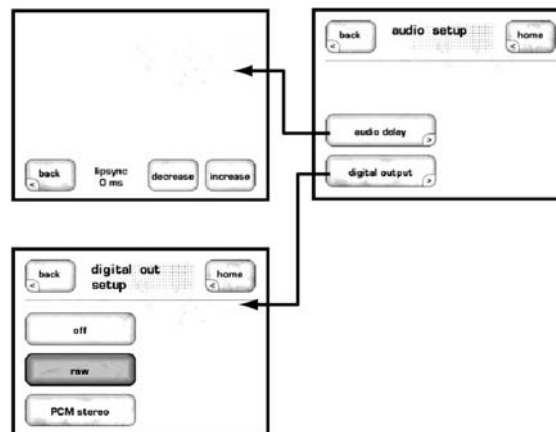 back
lipsync
0 ms
decrease
increase
back
audio setup
home
audio delay
digital output
back
digital out
setup
home
off
raw
PCM stereo